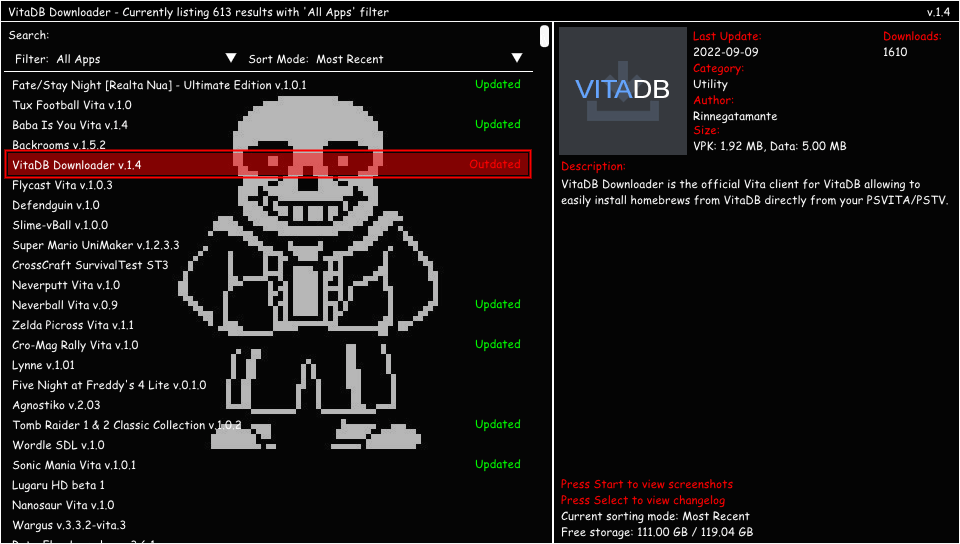 VitaDB Downloader - Currently listing 613 results with 'All Apps' filter
v.1.4
Search:
Filter: All Apps
Sort Mode: Most Recent
Fate/Stay Night [Realta Nua] - Ultimate Edition v.1.0.1 Updated
Tux Football Vita v.1.0
Baba Is You Vita v.1.4 Updated
Backrooms v.1.5.2
VitaDB Downloader v.1.4 Outdated
Flycast Vita v.1.0.3
Defendguin v.1.0
Slime-vBall v.1.0.0
Super Mario UniMaker v.1.2.3.3
CrossCraft SurvivalTest ST3
Neverputt Vita v.1.0
Neverball Vita v.0.9 Updated
Zelda Picross Vita v.1.1
Cro-Mag Rally Vita v.1.0 Updated
Lynne v.1.01
Five Night at Freddy's 4 Lite v.0.1.0
Agnostiko v.2.03
Tomb Raider 1 & 2 Classic Collection v.1.0.2 Updated
Wordle SDL v.1.0
Sonic Mania Vita v.1.0.1 Updated
Lugaru HD beta 1
Nanosaur Vita v.1.0
Wargus v.3.3.2-vita.3
VITADB
Last Update:
2022-09-09
Downloads:
1610
Category:
Utility
Author:
Rinnegatamante
Size:
VPK: 1.92 MB, Data: 5.00 MB
Description:
VitaDB Downloader is the official Vita client for VitaDB allowing to
easily install homebrews from VitaDB directly from your PSVITA/PSTV.
Press Start to view screenshots
Press Select to view changelog
Current sorting mode: Most Recent
Free storage: 111.00 GB / 119.04 GB